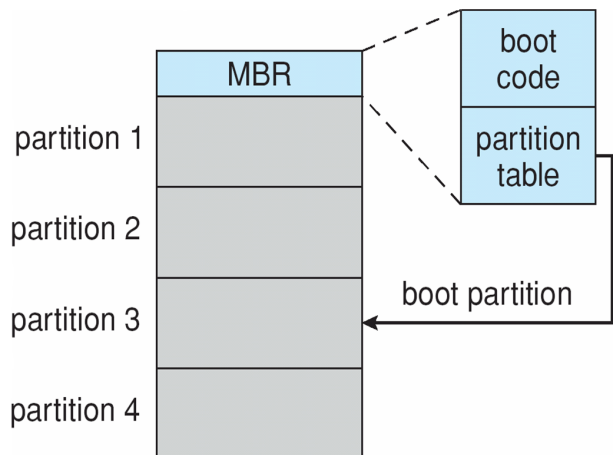 MBR
boot
code
partition
table
partition 1
partition 2
boot partition
partition 3
partition 4